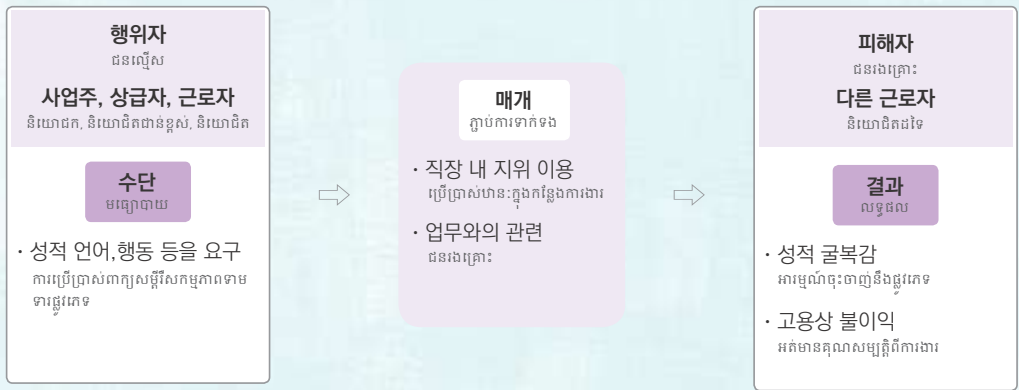 행위자
ជនល្មើស
사업주, 상급자, 근로자
និយោជក, និយោជិតជាន់ខ្ពស់, និយោជិត
수단
មធ្យោបាយ
· 성적 언어,행동 등을 요구
ការប្រើប្រាស់ពាក្យសម្ដីរឺសកម្មភាពទាម
ទារផ្លូវភេទ
매개
ភ្ជាប់ការទាក់ទង
· 직장 내 지위 이용
ប្រើប្រាស់ឋានៈក្នុងកន្លែងការងារ
· 업무와의 관련
ជនរងគ្រោះ
피해자
ជនរងគ្រោះ
다른 근로자
និយោជិតដទៃ
결과
លទ្ធផល
· 성적 굴복감
អារម្មណ៍ចុះចាញ់នឹងផ្លូវភេទ
· 고용상 불이익
អត់មានគុណសម្បត្តិពីការងារ